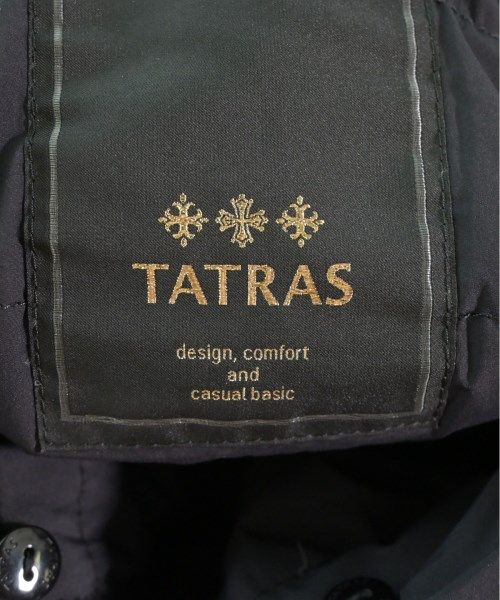 TATRAS
design, comfort
and
casual basic